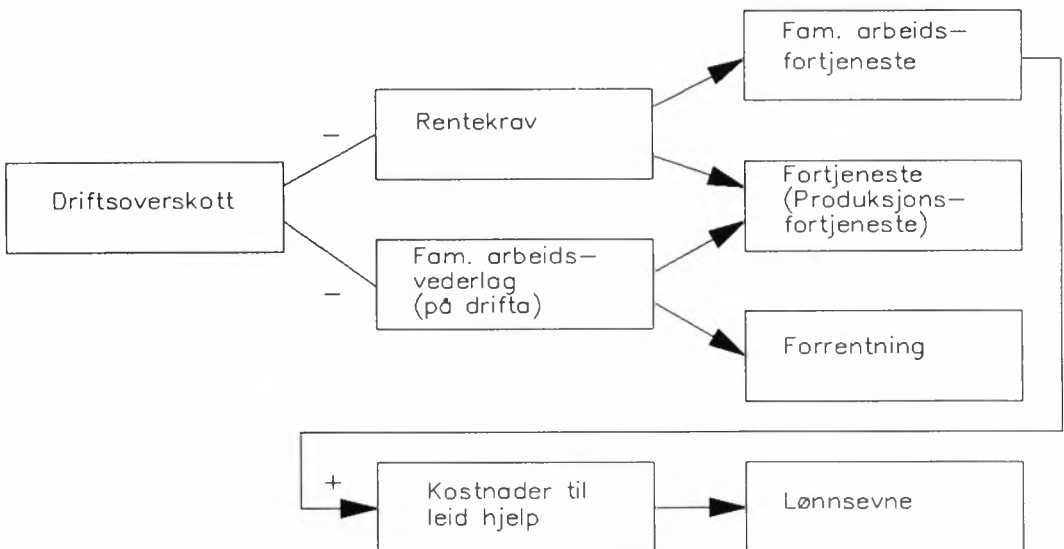 Fam. arbeids–
fortjeneste
Rentekrav
–
Driftsoverskott
Fortjeneste
(Produksjons–
fortjeneste)
–
Fam. arbeids–
vederlag
(på drifta)
Forrentning
+
Kostnader til
leid hjelp
Lønnsevne